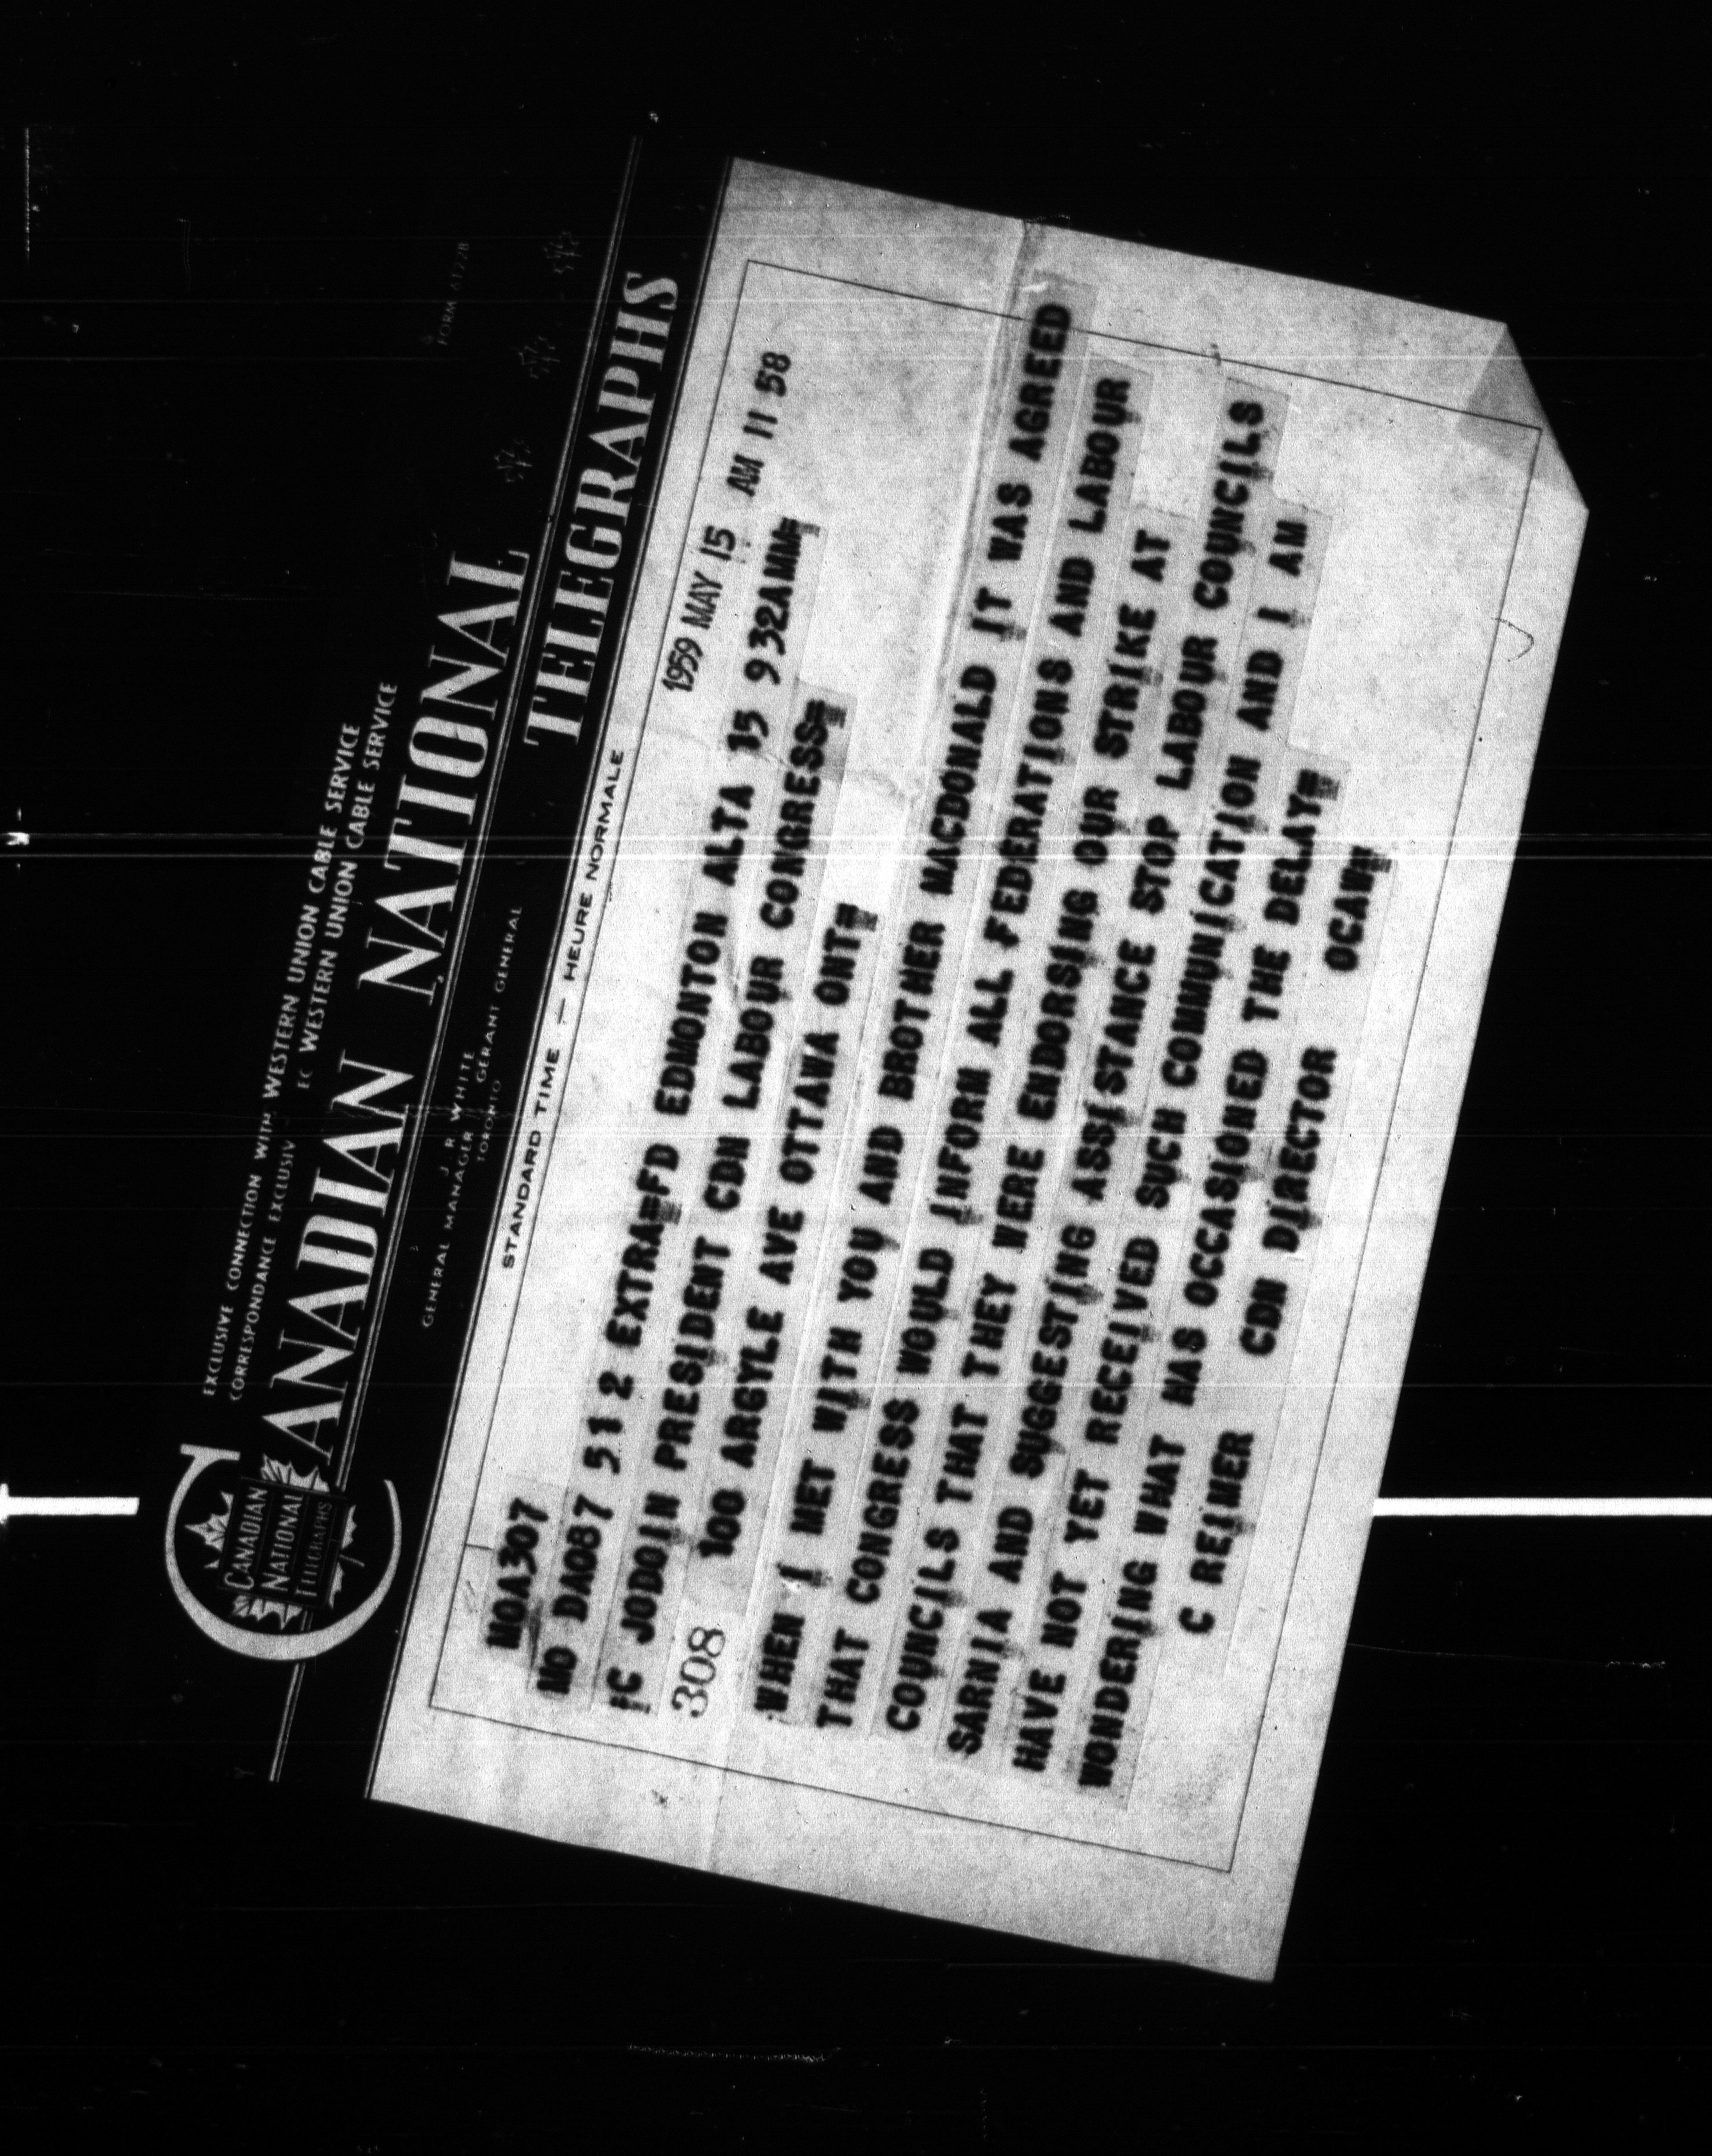 EXCLUSIVE CONNECTION WITH WESTERN UNION CABLE SERVICE
CORRESPONDANCE EXCLUSIV EC WESTERN UNION CABLE SERVICE
CANADIAN NATIONAL
TELEGRAPHS
CANADIAN NATIONAL
TELEGRAPHS
FORM 6122B
GENERAL MANAGER J. R. WHITE GERANT GENERAL
TORONTO
STANDARD TIME — HEURE NORMALE
1959 MAY 15 AM 11 58
MOA307
MO DA087 51 2 EXTRA=FD EDMONTON ALTA 15 932AMM=
C JODOIN PRESIDENT CDN LABOUR CONGRESS=
308 100 ARGYLE AVE OTTAWA ONT=
WHEN I MET WITH YOU AND BROTHER MACDONALD IT WAS AGREED
THAT CONGRESS WOULD INFORM ALL FEDERATIONS AND LABOUR
COUNCILS THAT THEY WERE ENDORSING OUR STRIKE AT
SARNIA AND SUGGESTING ASSISTANCE STOP LABOUR COUNCILS
HAVE NOT YET RECEIVED SUCH COMMUNICATION AND I AM
WONDERING WHAT HAS OCCASIONED THE DELAY=
C REIMER CDN DIRECTOR OCAW=